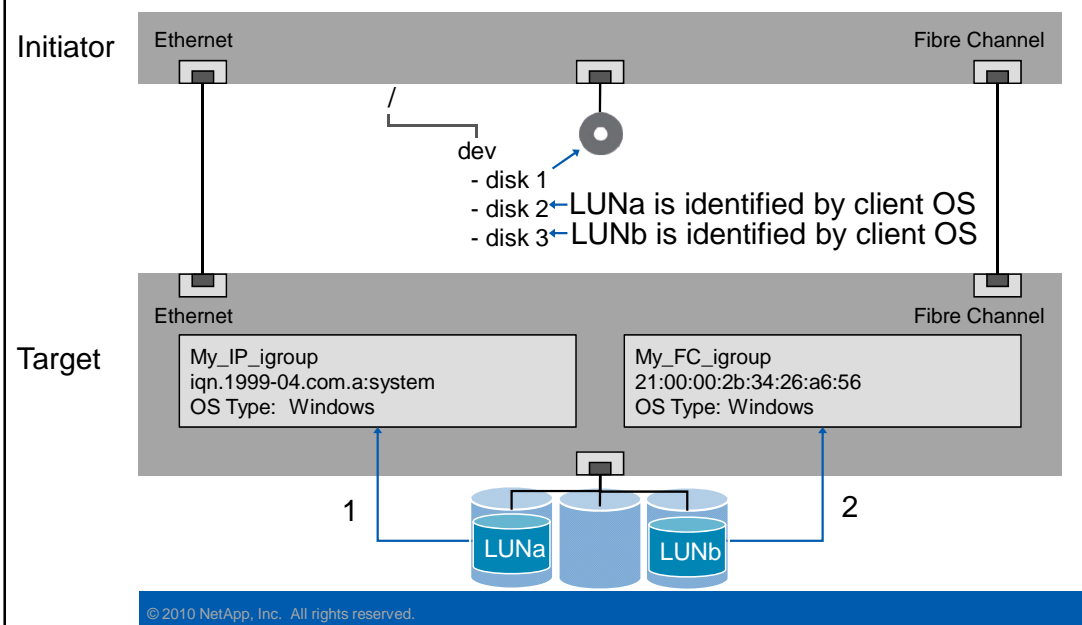 Initiator
Ethernet
Fibre Channel
/
dev
- disk 1
- disk 2
LUNa is identified by client OS
- disk 3
LUNb is identified by client OS
Ethernet
Fibre Channel
Target
My_IP_igroup
iqn.1999-04.com.a:system
OS Type: Windows
My_FC_igroup
21:00:00:2b:34:26:a6:56
OS Type: Windows
1
2
LUNa
LUNb
© 2010 NetApp, Inc. All rights reserved.